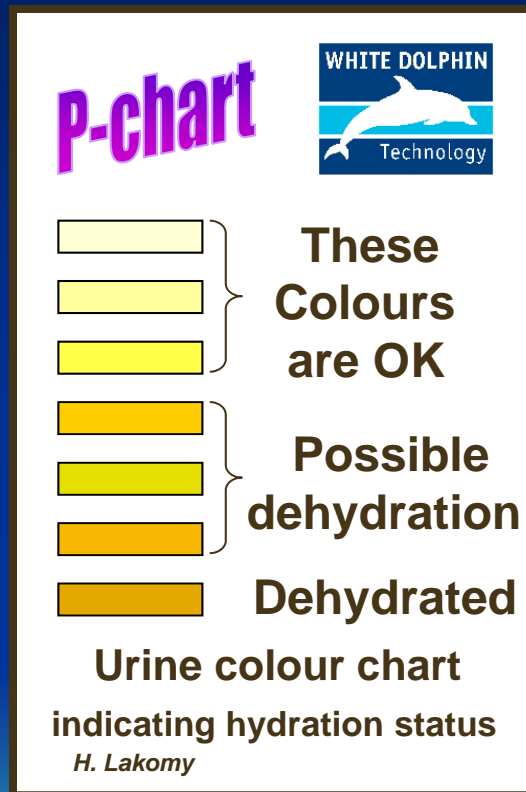 P-chart
WHITE DOLPHIN
Technology
These
Colours
are OK
Possible
dehydration
Dehydrated
Urine colour chart
indicating hydration status
H. Lakomy